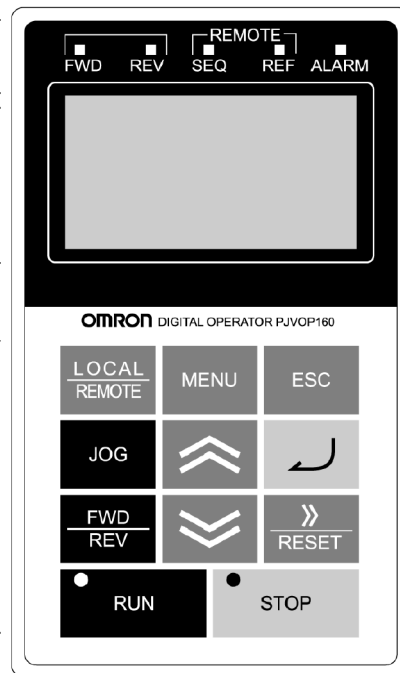 REMOTE
FWD REV SEQ REF ALARM
OMRON DIGITAL OPERATOR PJVOP160
LOCAL
REMOTE
MENU
ESC
JOG
FWD
REV
RESET
RUN
STOP